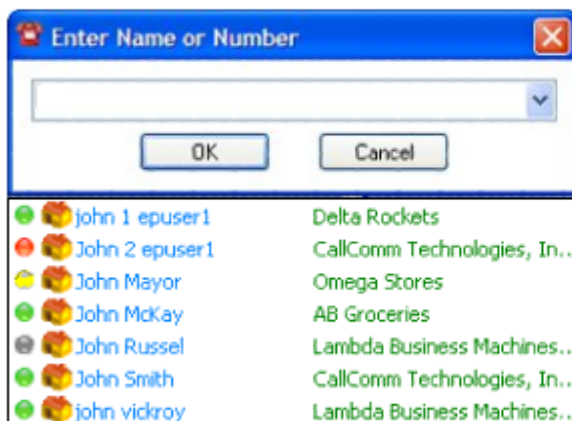 Enter Name or Number
OK Cancel
john 1 epuser1 Delta Rockets
John 2 epuser1 CallComm Technologies, In..
John Mayor Omega Stores
John McKay AB Groceries
John Russel Lambda Business Machines..
John Smith CallComm Technologies, In..
john vickroy Lambda Business Machines..